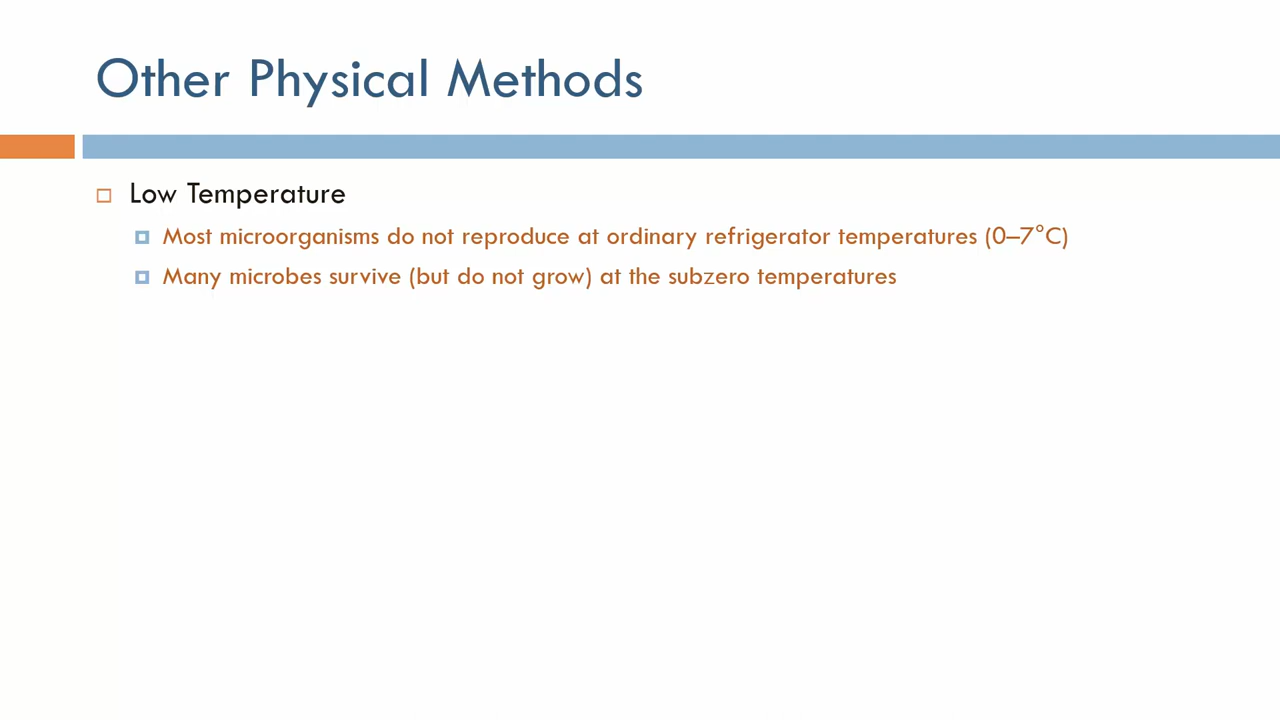 Other Physical Methods
Low Temperature
Most microorganisms do not reproduce at ordinary refrigerator temperatures (0–7°C)
Many microbes survive (but do not grow) at the subzero temperatures